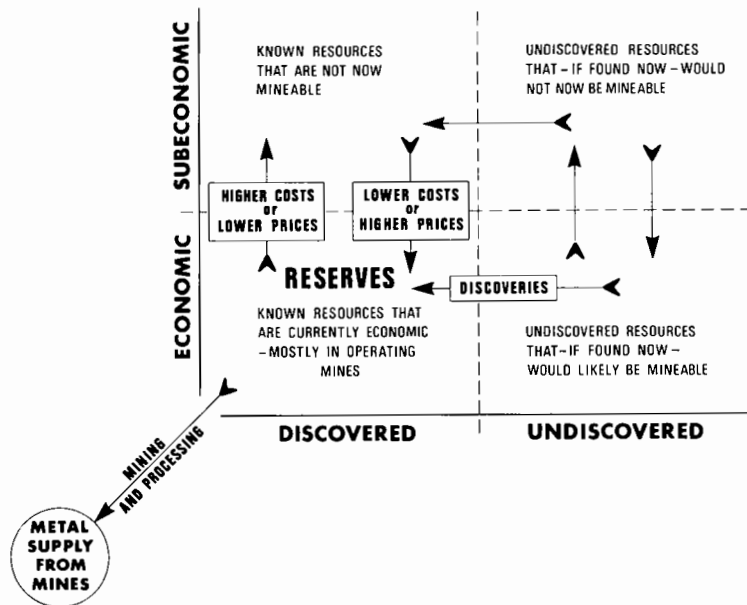 SUBECONOMIC
KNOWN RESOURCES
THAT ARE NOT NOW
MINEABLE
UNDISCOVERED RESOURCES
THAT-IF FOUND NOW-WOULD
NOT NOW BE MINEABLE
HIGHER COSTS
or
LOWER PRICES
LOWER COSTS
or
HIGHER PRICES
ECONOMIC
RESERVES
DISCOVERIES
KNOWN RESOURCES THAT
ARE CURRENTLY ECONOMIC
-MOSTLY IN OPERATING
MINES
UNDISCOVERED RESOURCES
THAT-IF FOUND NOW-
WOULD LIKELY BE MINEABLE
DISCOVERED
UNDISCOVERED
MINING
AND PROCESSING
METAL
SUPPLY
FROM
MINES